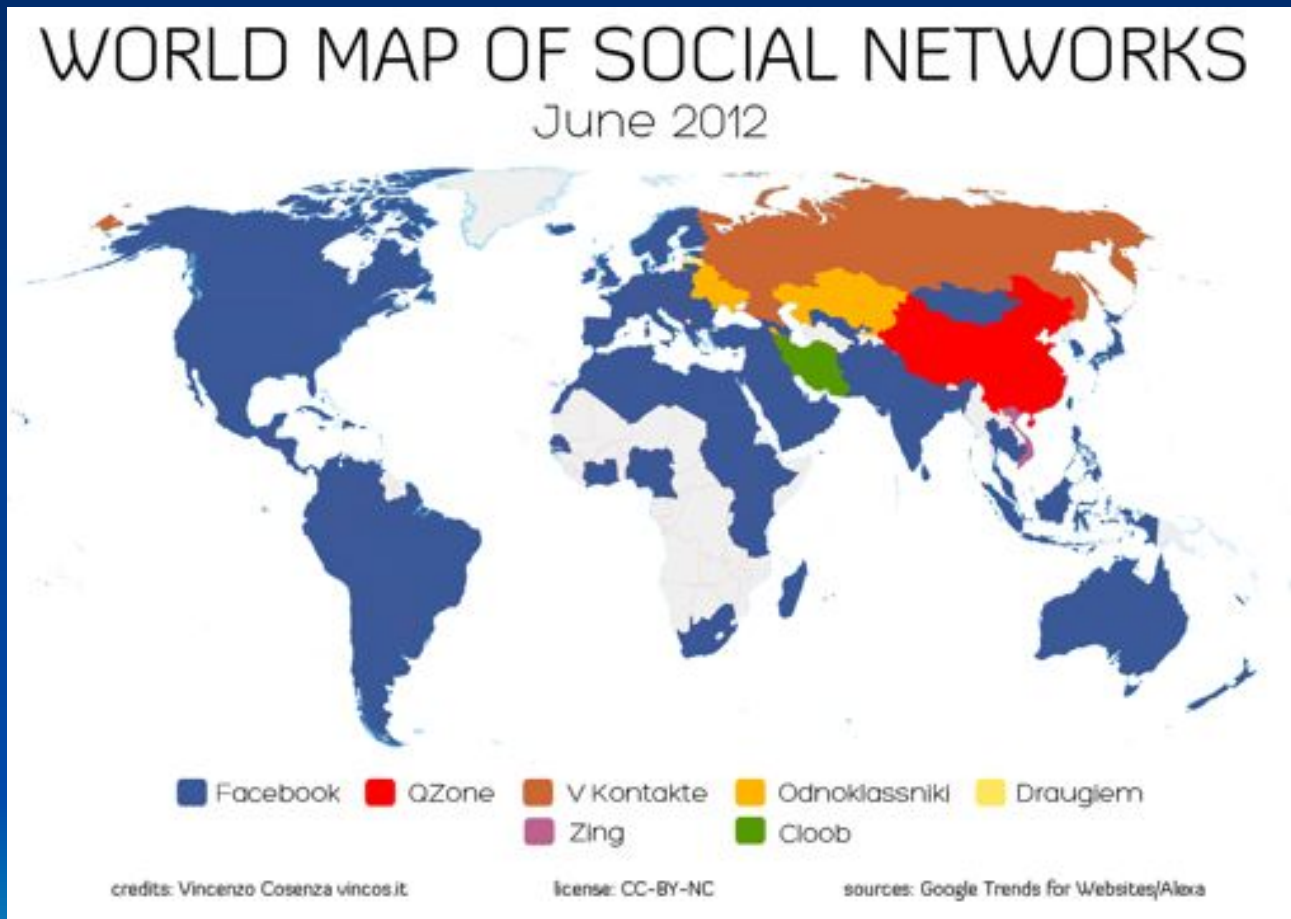 WORLD MAP OF SOCIAL NETWORKS
June 2012
Facebook QZone V Kontakte Odnoklassniki Draugiem
Zing Cloob
credits: Vincenzo Cosenza vincos.it license: CC-BY-NC sources: Google Trends for Websites/Alexa